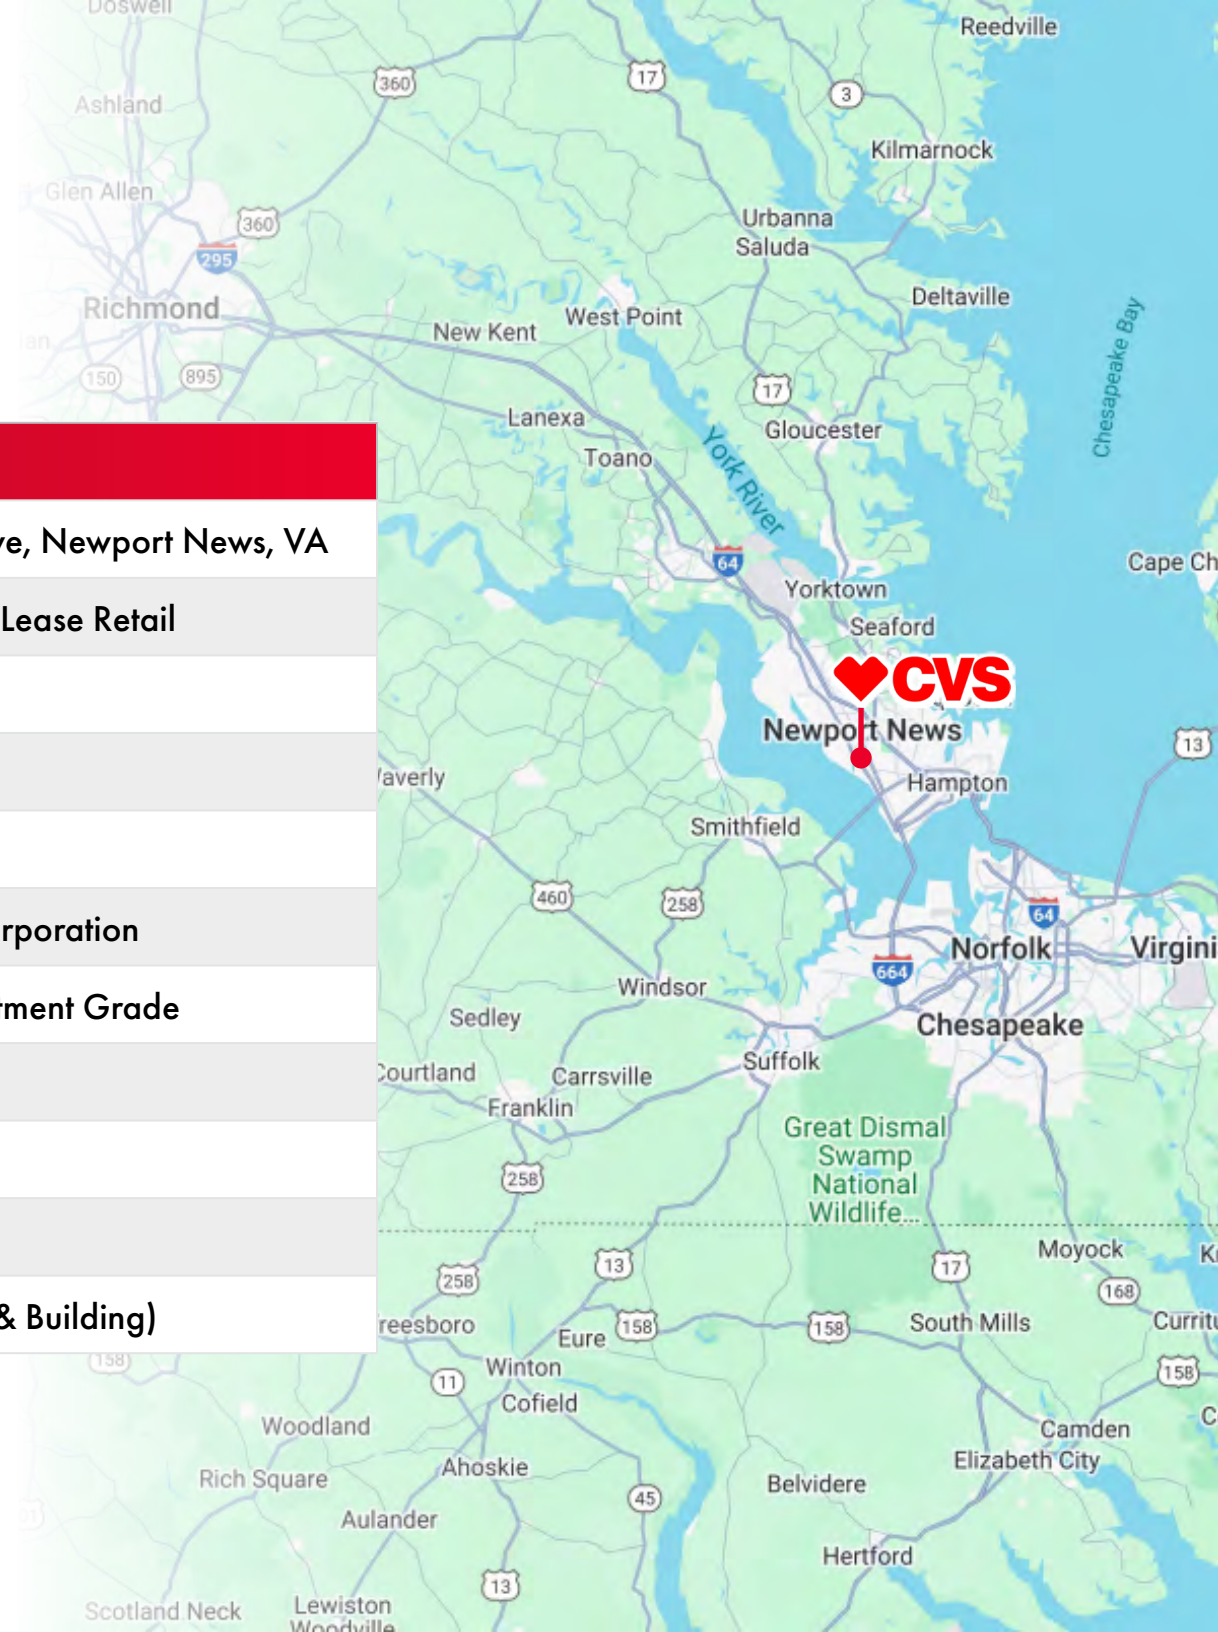 Doswell
Reedville
360
17
3
Ashland
Kilmarnock
Glen Allen
360
Urbanna
Saluda
295
Richmond
Deltaville
West Point
New Kent
150
895
17
Chesapeake Bay
Lanexa
Gloucester
Toano
York River
ve, Newport News, VA
64
Cape Ch
Yorktown
Lease Retail
Seaford
CVS
Newport News
13
averly
Hampton
Smithfield
460
258
64
rporation
Norfolk
Virgini
664
Windsor
tment Grade
Sedley
Chesapeake
Suffolk
Courtland
Carrsville
Franklin
Great Dismal
Swamp
National
Wildlife...
258
Moyock
13
17
258
168
& Building)
reesboro
Eure
158
158
South Mills
Currit
158
Winton
158
11
Cofield
Woodland
Camden
Elizabeth City
Ahoskie
Rich Square
Belvidere
45
Aulander
Hertford
13
Scotland Neck
Lewiston
Woodville